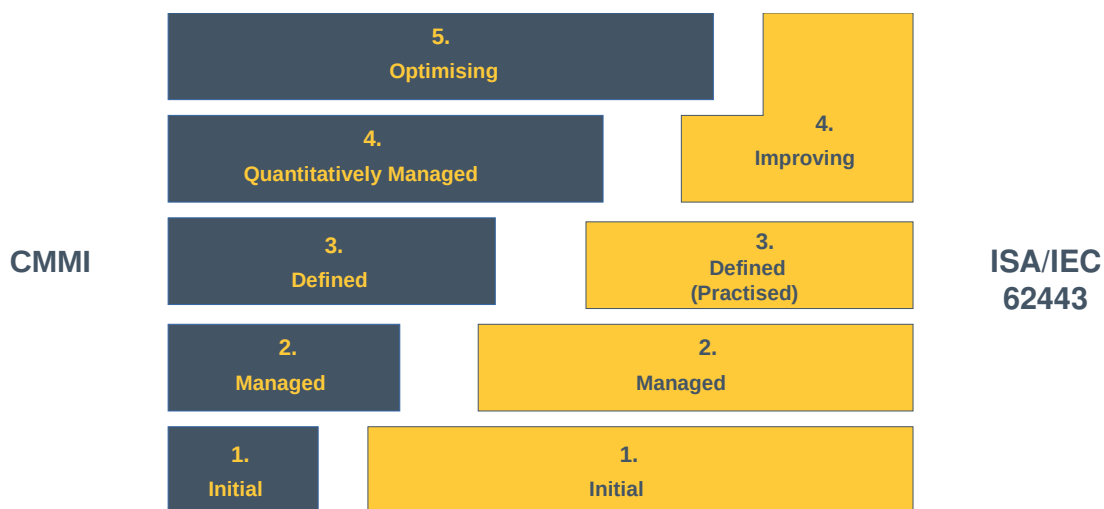 5.
Optimising
4.
Quantitatively Managed
4.
Improving
CMMI
3.
Defined
3.
Defined
(Practised)
ISA/IEC
62443
2.
Managed
2.
Managed
1.
Initial
1.
Initial